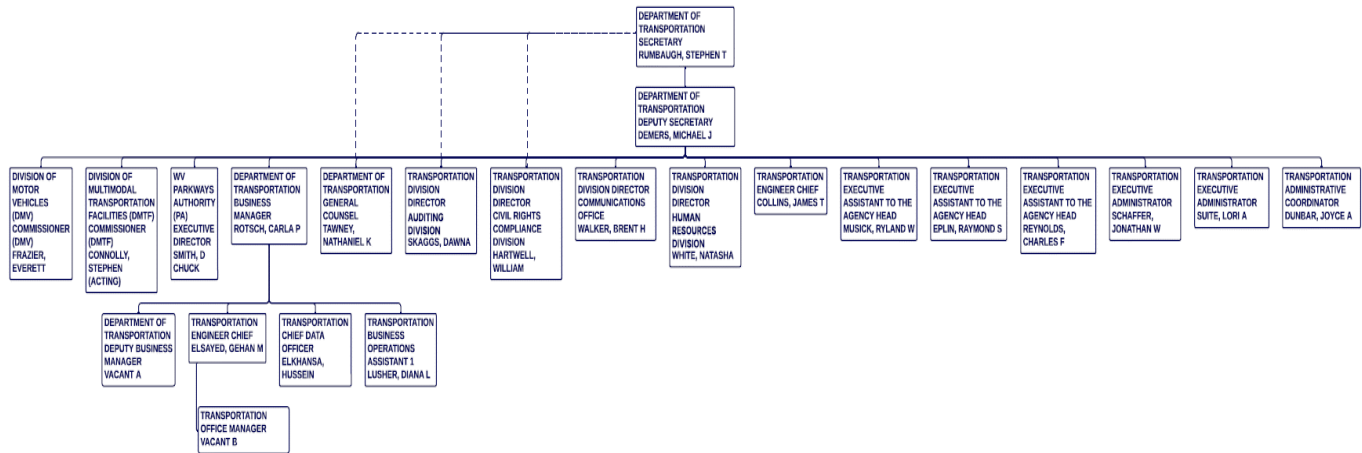 DEPARTMENT OF
TRANSPORTATION
SECRETARY
RUMBAUGH, STEPHEN T
DEPARTMENT OF
TRANSPORTATION
DEPUTY SECRETARY
DEMERS, MICHAEL J
DIVISION OF
MOTOR
VEHICLES
(DMV)
COMMISSIONER
(DMV)
FRAZIER,
EVERETT
DIVISION OF
MULTIMODAL
TRANSPORTATION
FACILITIES (DMTF)
COMMISSIONER
(DMTF)
CONNOLLY,
STEPHEN
(ACTING)
WV
PARKWAYS
AUTHORITY
(PA)
EXECUTIVE
DIRECTOR
SMITH, D
CHUCK
DEPARTMENT OF
TRANSPORTATION
BUSINESS
MANAGER
ROTSCH, CARLA P
DEPARTMENT OF
TRANSPORTATION
GENERAL
COUNSEL
TAWNEY,
NATHANIEL K
TRANSPORTATION
DIVISION
DIRECTOR
AUDITING
DIVISION
SKAGGS, DAWNA
TRANSPORTATION
DIVISION
DIRECTOR
CIVIL RIGHTS
COMPLIANCE
DIVISION
HARTWELL,
WILLIAM
TRANSPORTATION
DIVISION DIRECTOR
COMMUNICATIONS
OFFICE
WALKER, BRENT H
TRANSPORTATION
DIVISION
DIRECTOR
HUMAN
RESOURCES
DIVISION
WHITE, NATASHA
TRANSPORTATION
ENGINEER CHIEF
COLLINS, JAMES T
TRANSPORTATION
EXECUTIVE
ASSISTANT TO THE
AGENCY HEAD
MUSICK, RYLAND W
TRANSPORTATION
EXECUTIVE
ASSISTANT TO THE
AGENCY HEAD
EPLIN, RAYMOND S
TRANSPORTATION
EXECUTIVE
ASSISTANT TO THE
AGENCY HEAD
REYNOLDS,
CHARLES F
TRANSPORTATION
EXECUTIVE
ADMINISTRATOR
SCHAFFER,
JONATHAN W
TRANSPORTATION
EXECUTIVE
ADMINISTRATOR
SUITE, LORI A
TRANSPORTATION
ADMINISTRATIVE
COORDINATOR
DUNBAR, JOYCE A
DEPARTMENT OF
TRANSPORTATION
DEPUTY BUSINESS
MANAGER
VACANT A
TRANSPORTATION
ENGINEER CHIEF
ELSAYED, GEHAN M
TRANSPORTATION
CHIEF DATA
OFFICER
ELKHANSA,
HUSSEIN
TRANSPORTATION
BUSINESS
OPERATIONS
ASSISTANT 1
LUSHER, DIANA L
TRANSPORTATION
OFFICE MANAGER
VACANT B